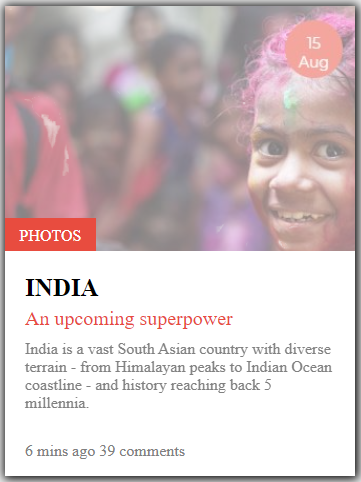 15
Aug
PHOTOS
INDIA
An upcoming superpower
India is a vast South Asian country with diverse
terrain - from Himalayan peaks to Indian Ocean
coastline - and history reaching back 5
millennia.
6 mins ago 39 comments